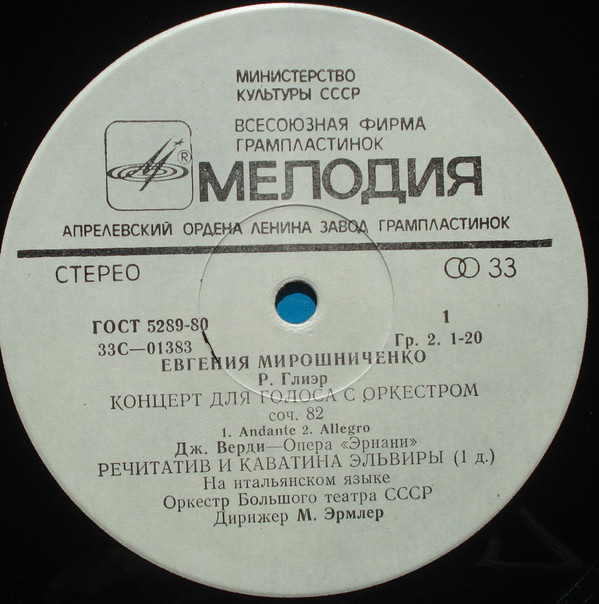 МИНИСТЕРСТВО
КУЛЬТУРЫ СССР
ВСЕСОЮЗНАЯ ФИРМА
ГРАМПЛАСТИНОК
® МЕЛОДИЯ
АПРЕЛЕВСКИЙ ОРДЕНА ЛЕНИНА ЗАВОД ГРАМПЛАСТИНОК
СТЕРЕО 33
ГОСТ 5289-80 1
33С—01383 Гр. 2. 1-20
ЕВГЕНИЯ МИРОШНИЧЕНКО
Р. Глиэр
КОНЦЕРТ ДЛЯ ГОЛОСА С ОРКЕСТРОМ
соч. 82
1. Andante 2. Allegro
Дж. Верди—Опера «Эрнани»
РЕЧИТАТИВ И КАВАТИНА ЭЛЬВИРЫ (1 д.)
На итальянском языке
Оркестр Большого театра СССР
Дирижер М. Эрмлер